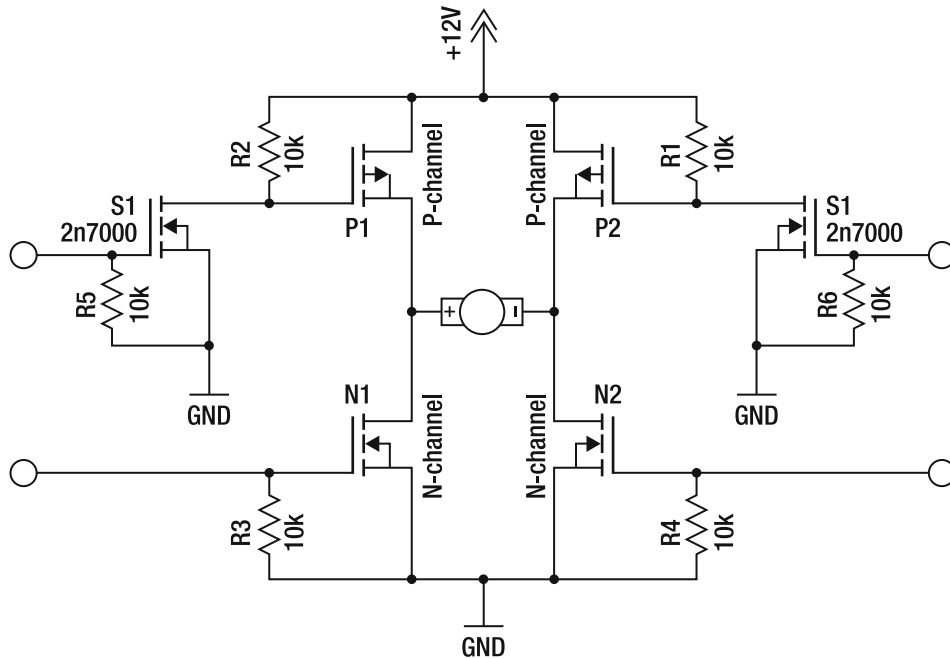 +12V
R2
10k
P-channel
P-channel
R1
10k
S1
2n7000
P1
P2
S1
2n7000
R5
10k
+
-
R6
10k
GND
N1
N2
GND
N-channel
N-channel
R3
10k
R4
10k
GND